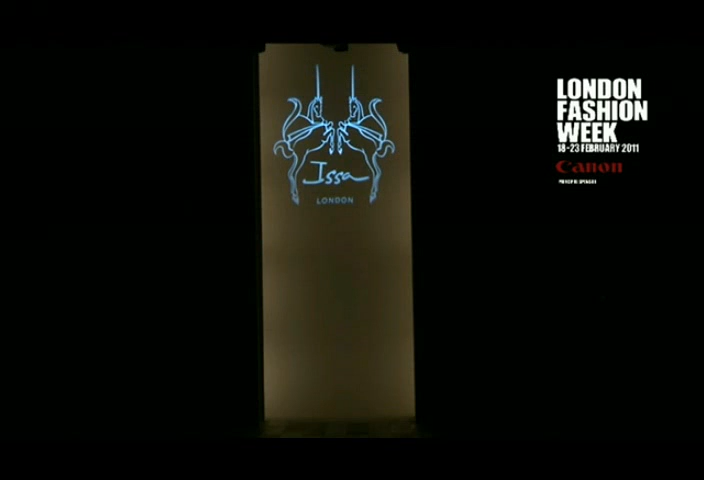 Issa
LONDON
LONDON
FASHION
WEEK
18-23 FEBRUARY 2011
Canon